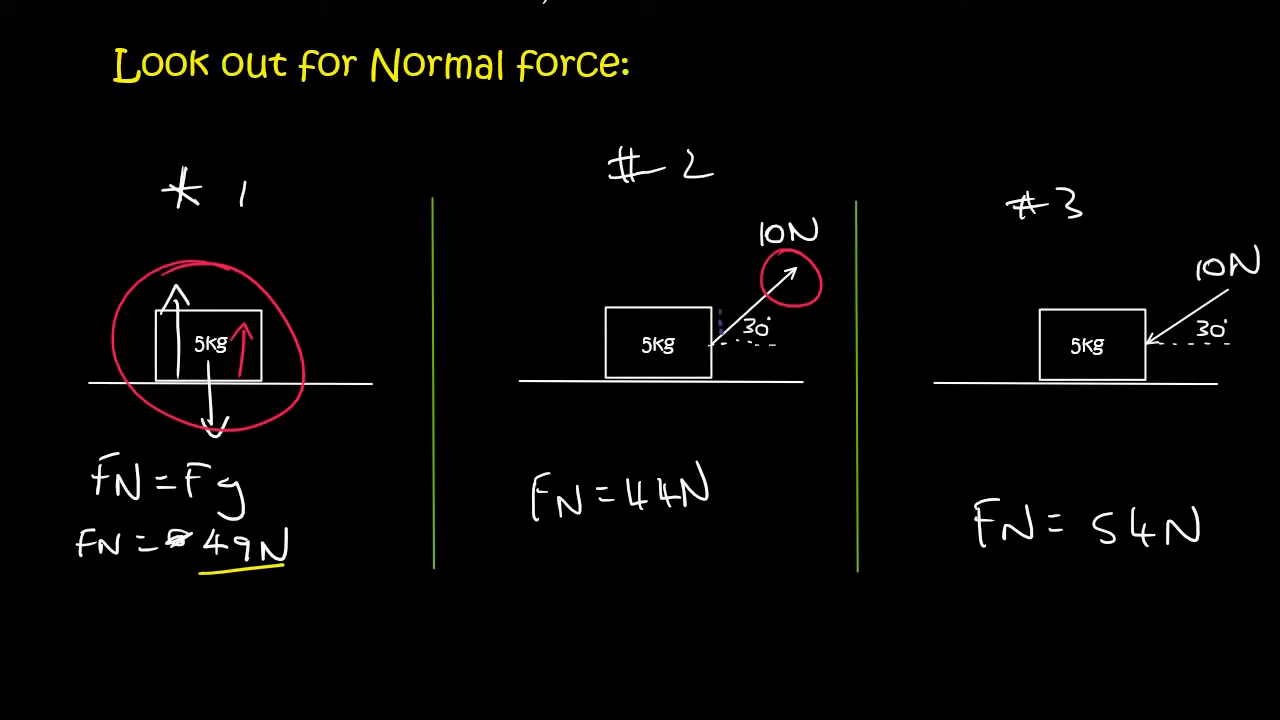 Look out for Normal force:
* 1
5kg
FN = Fg
FN = 49N
# 2
10N
30°
5kg
FN = 44N
# 3
10N
30°
5kg
FN = 54N